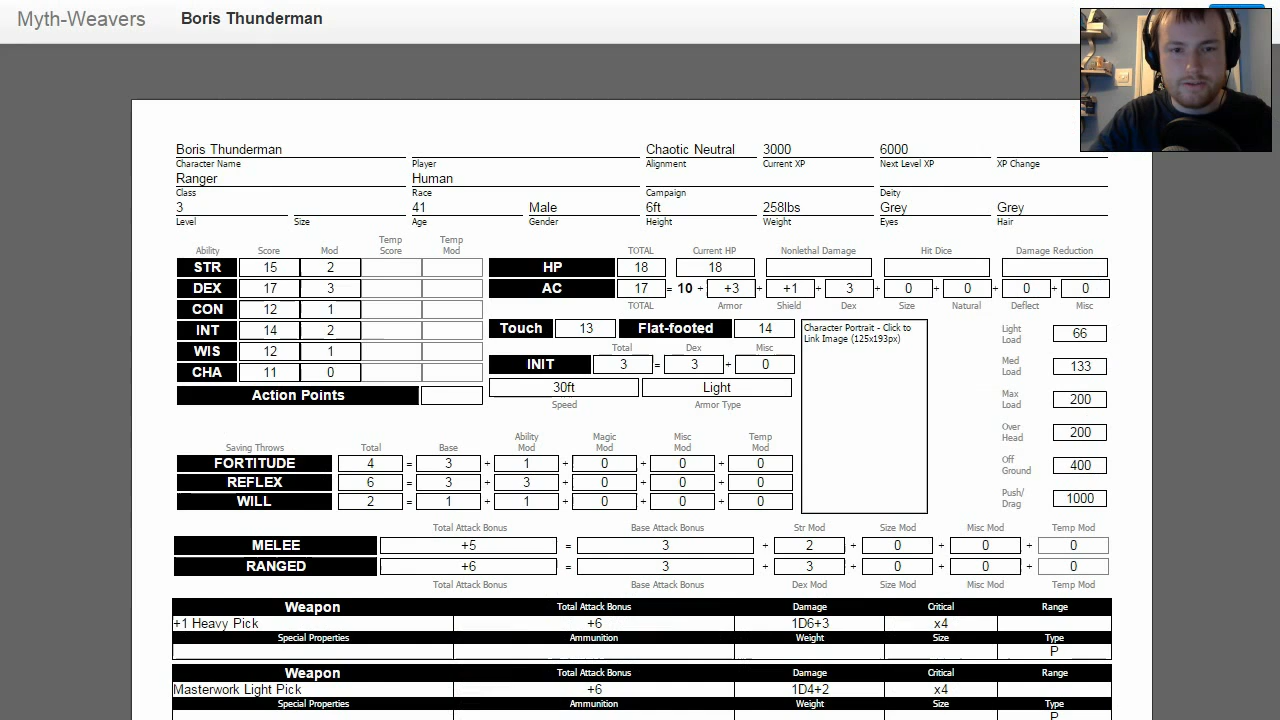 Myth-Weavers Boris Thunderman
Boris Thunderman Chaotic Neutral 3000 6000
Character Name Player Alignment Current XP Next Level XP XP Change
Ranger Human
Class Race Campaign Deity
3 41 Male 6ft 258lbs Grey Grey
Level Size Age Gender Height Weight Eyes Hair
Ability Score Mod Temp Score Temp Mod TOTAL Current HP Nonlethal Damage Hit Dice Damage Reduction
STR 15 2 HP 18 18
DEX 17 3 AC 17 = 10 + +3 + +1 + 3 + 0 + 0 + 0 + 0
CON 12 1 TOTAL Armor Shield Dex Size Natural Deflect Misc
INT 14 2 Touch 13 Flat-footed 14 Character Portrait - Click to Link Image (125x193px) Light Load 66
WIS 12 1 Total Dex Misc
CHA 11 0 INIT 3 = 3 + 0 Med Load 133
Action Points 30ft Light Max Load 200
Speed Armor Type
Over Head 200
Saving Throws Total Base Ability Mod Magic Mod Misc Mod Temp Mod
FORTITUDE 4 = 3 + 1 + 0 + 0 + 0 Off Ground 400
REFLEX 6 = 3 + 3 + 0 + 0 + 0
WILL 2 = 1 + 1 + 0 + 0 + 0 Push/ Drag 1000
Total Attack Bonus Base Attack Bonus Str Mod Size Mod Misc Mod Temp Mod
MELEE +5 = 3 + 2 + 0 + 0 + 0
RANGED +6 = 3 + 3 + 0 + 0 + 0
Total Attack Bonus Base Attack Bonus Dex Mod Size Mod Misc Mod Temp Mod
Weapon Total Attack Bonus Damage Critical Range
+1 Heavy Pick +6 1D6+3 x4
Special Properties Ammunition Weight Size Type
P
Weapon Total Attack Bonus Damage Critical Range
Masterwork Light Pick +6 1D4+2 x4
Special Properties Ammunition Weight Size Type
P